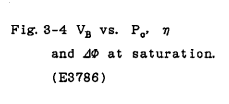 Fig. 3-4 V_B vs. P_o, η
and ΔΦ at saturation.
(E3786)